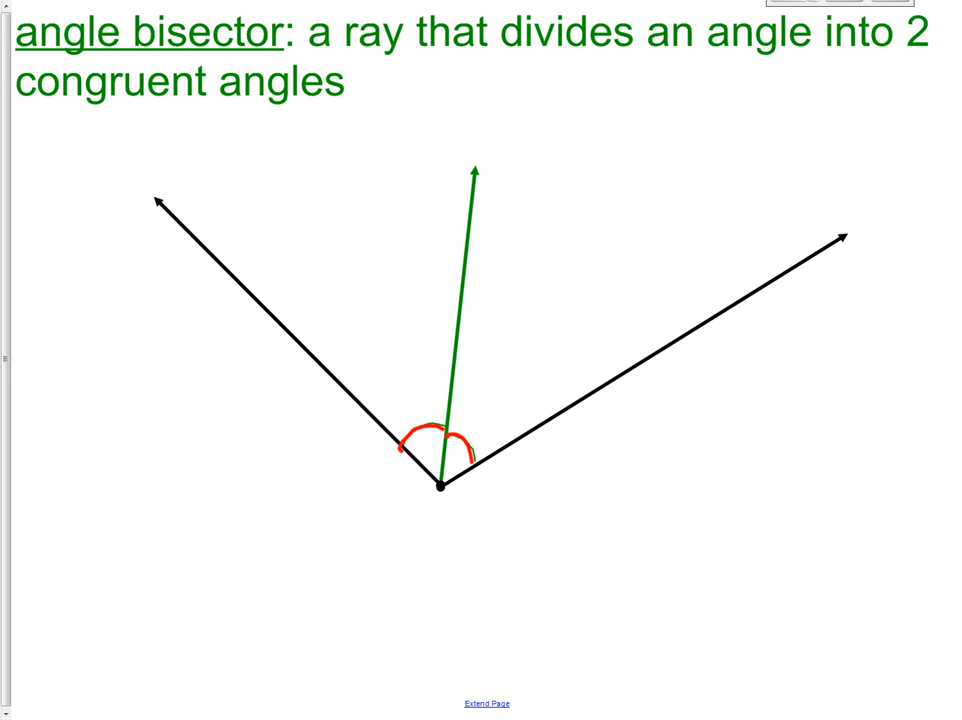 angle bisector: a ray that divides an angle into 2
congruent angles
Extend Page